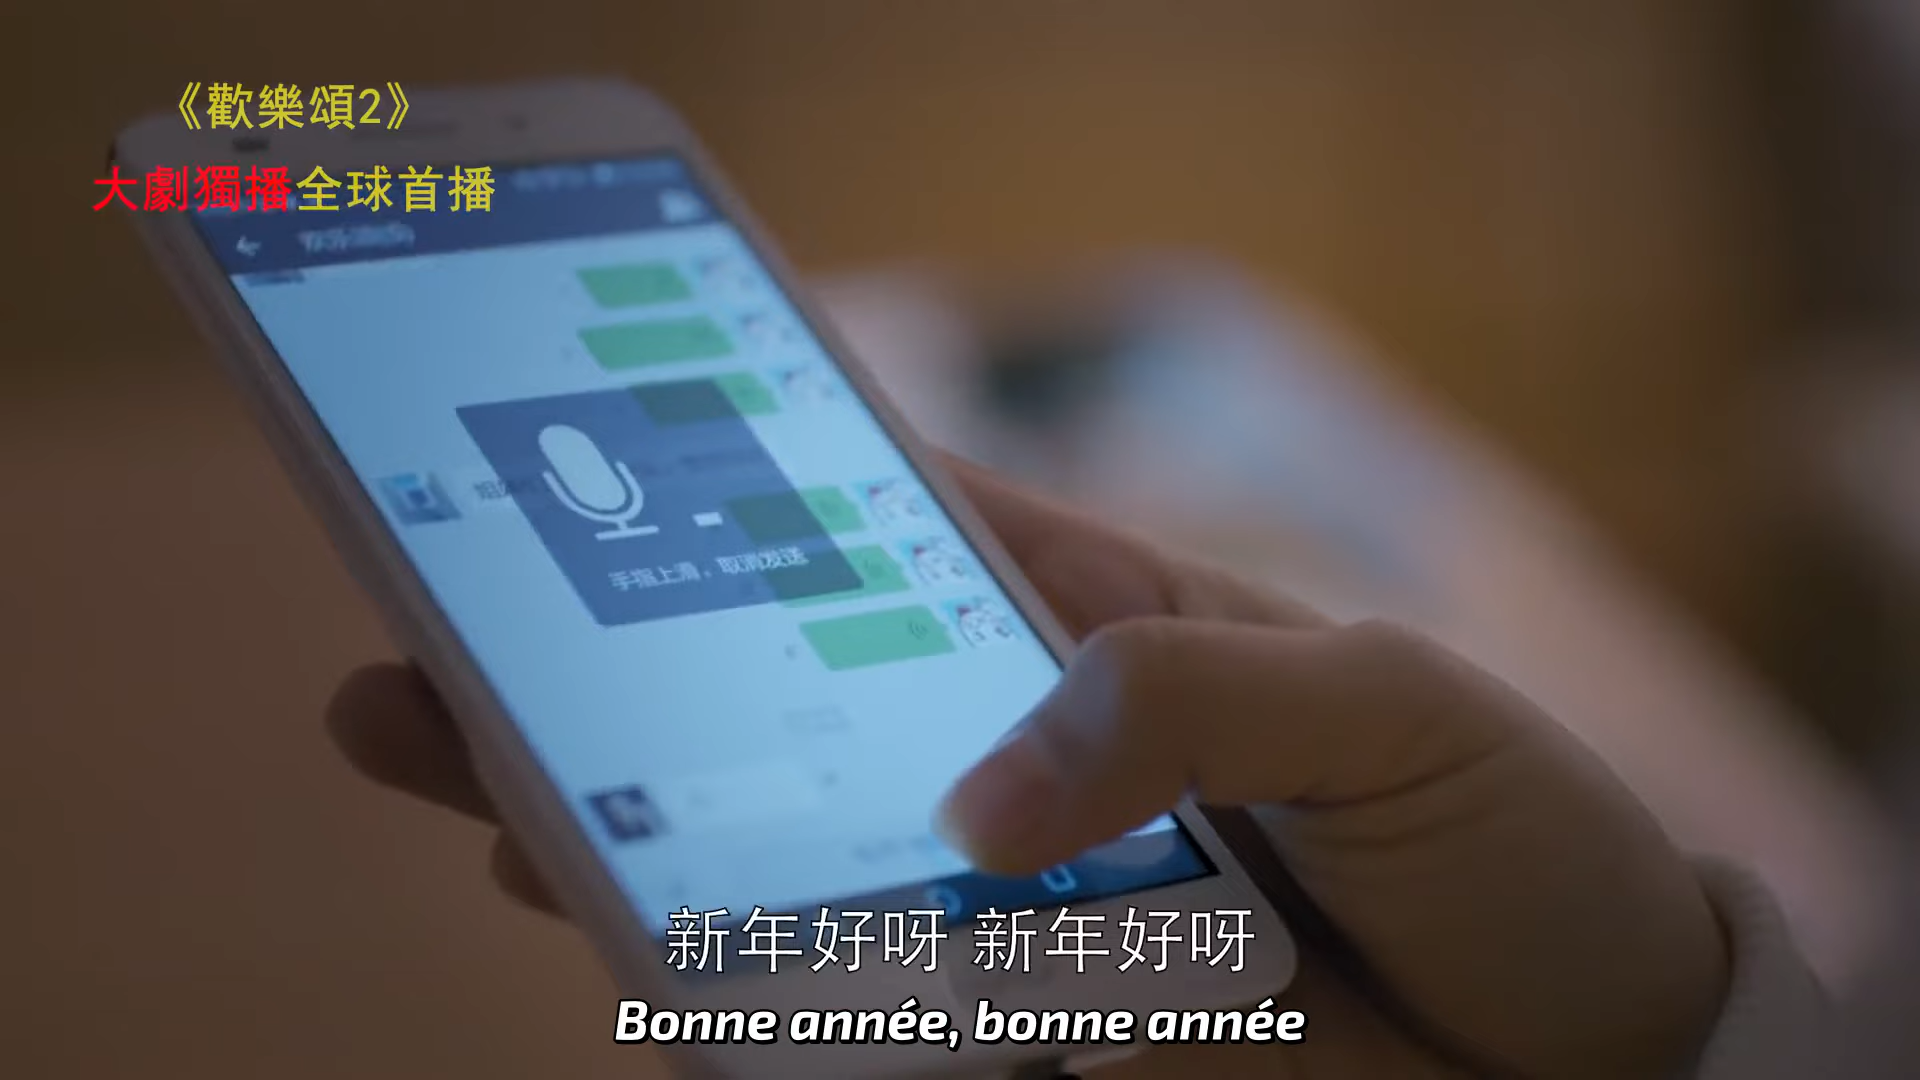 《歡樂頌2》
大劇獨播全球首播
手指上滑，取消发送
新年好呀 新年好呀
Bonne année, bonne année